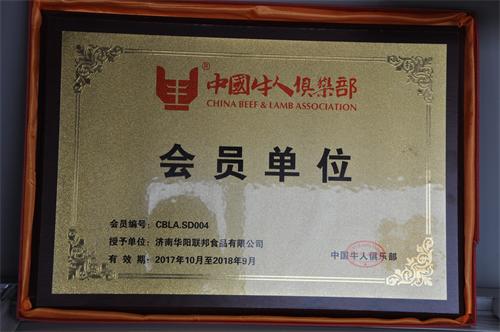 ® 中國牛人俱樂部
CHINA BEEF & LAMB ASSOCIATION
会员单位
会员编号：CBLA.SD004
授予单位：济南华阳联邦食品有限公司
有 效 期：2017年10月至2018年9月
中国牛人俱乐部